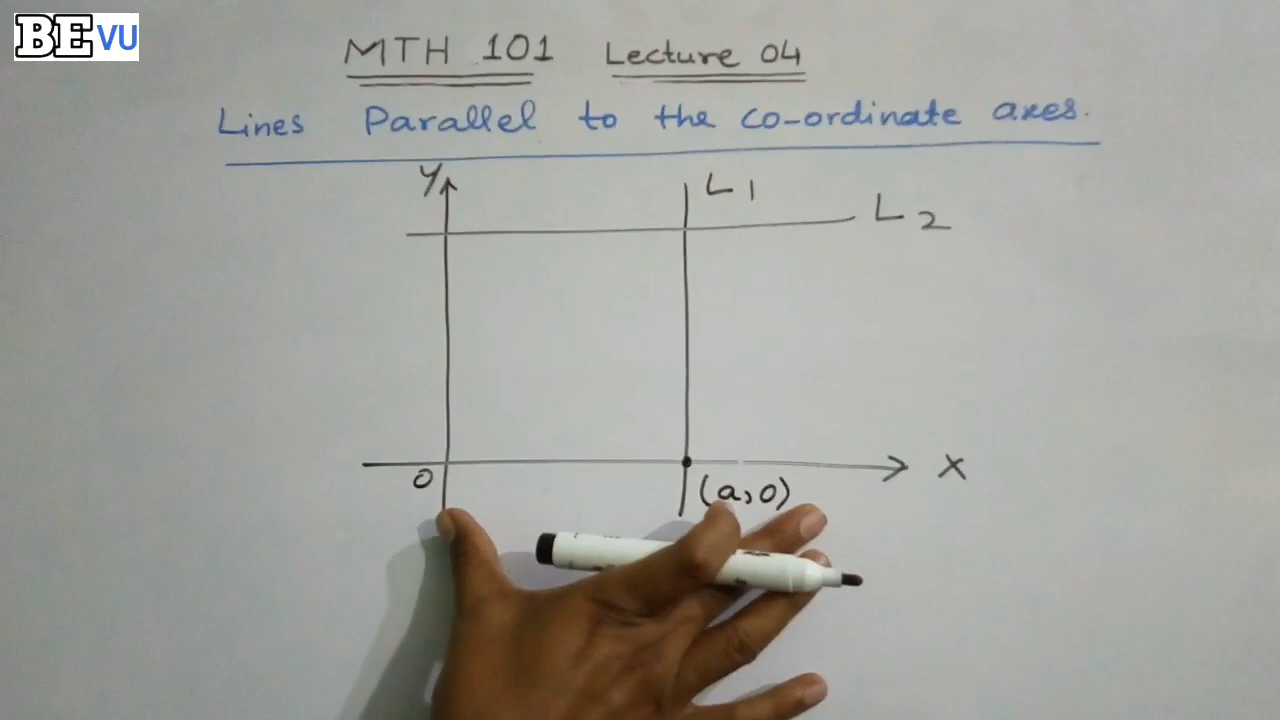 BEVU
MTH 101 Lecture 04
Lines Parallel to the co-ordinate axes.
Y
L1
L2
X
0
(a,0)